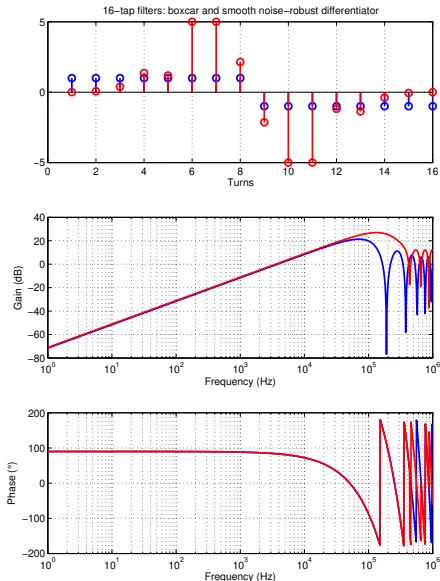 16-tap filters: boxcar and smooth noise-robust differentiator
5
0
-5
0 2 4 6 8 10 12 14 16
Turns
40
20
0
-20
-40
-60
-80
Gain (dB)
10^0 10^1 10^2 10^3 10^4 10^5 10^6
Frequency (Hz)
200
100
0
-100
-200
Phase (°)
10^0 10^1 10^2 10^3 10^4 10^5 10^6
Frequency (Hz)